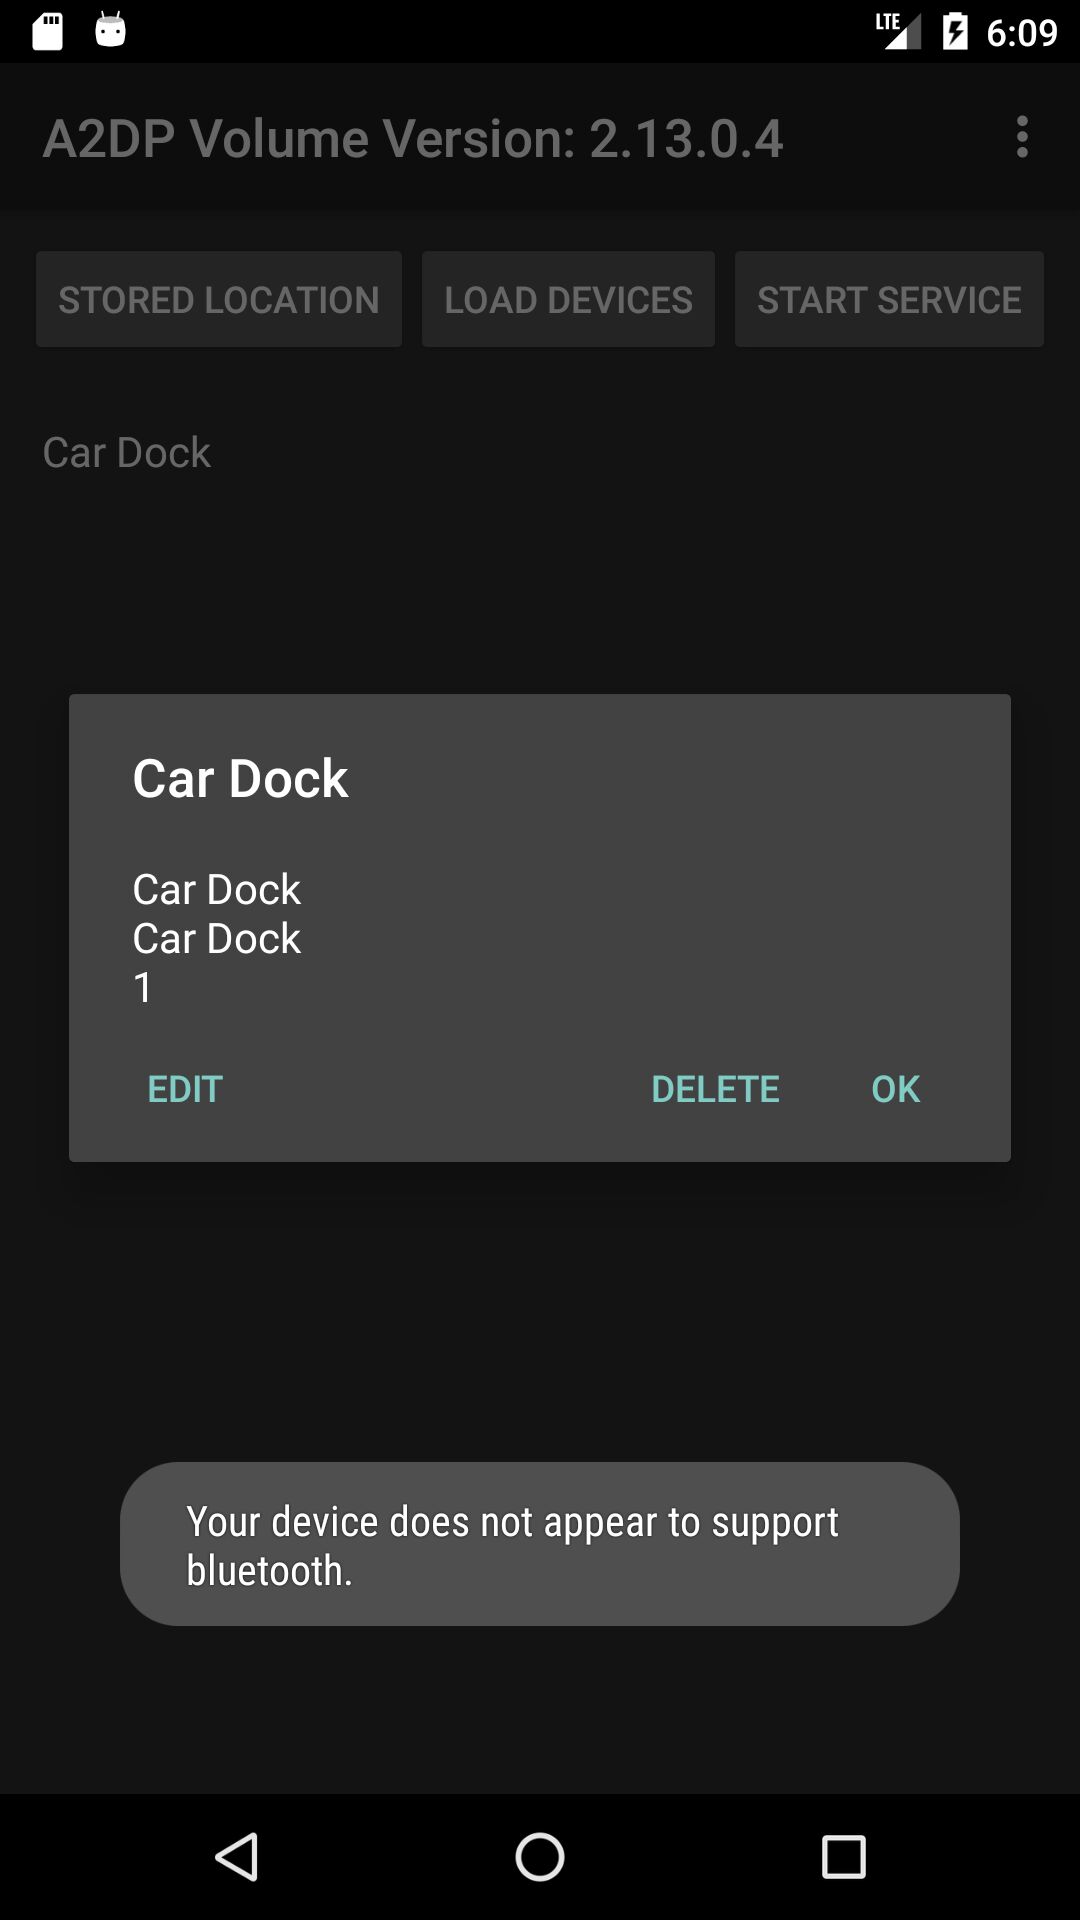 LTE 6:09
A2DP Volume Version: 2.13.0.4
STORED LOCATION LOAD DEVICES START SERVICE
Car Dock
Car Dock
Car Dock
Car Dock
1
EDIT DELETE OK
Your device does not appear to support
bluetooth.